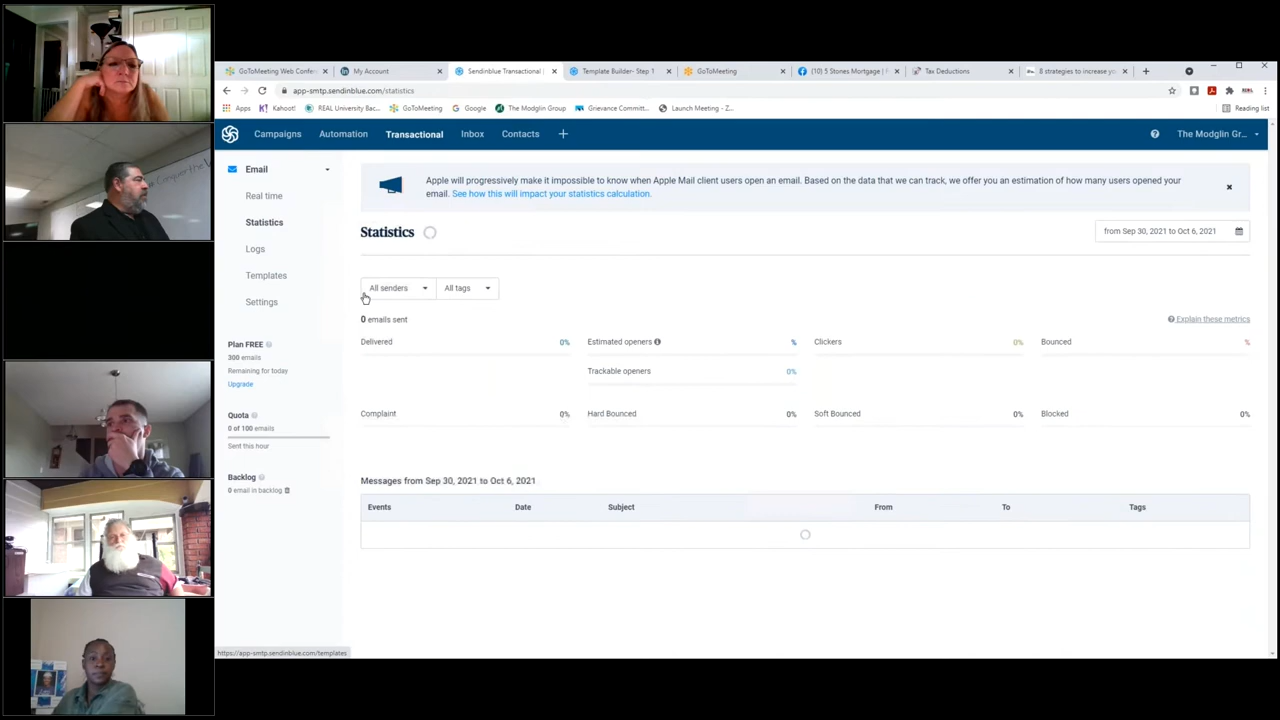 GoToMeeting Web Confe
My Account
Sendinblue Transactional |
Template Builder- Step 1
GoToMeeting
(10) 5 Stones Mortgage |
Tax Deductions
8 strategies to increase yo
app-smtp.sendinblue.com/statistics
Apps
Kahoot!
REAL University Bac...
GoToMeeting
Google
The Modglin Group
Grievance Committ...
Launch Meeting - Z...
Reading list
Campaigns
Automation
Transactional
Inbox
Contacts
The Modglin Gr...
Email
Real time
Statistics
Logs
Templates
Settings
Plan FREE
300 emails
Remaining for today
Upgrade
Quota
0 of 100 emails
Sent this hour
Backlog
0 email in backlog
Apple will progressively make it impossible to know when Apple Mail client users open an email. Based on the data that we can track, we offer you an estimation of how many users opened your
email. See how this will impact your statistics calculation.
Statistics
from Sep 30, 2021 to Oct 6, 2021
All senders
All tags
0 emails sent
Explain these metrics
Delivered 0%
Estimated openers %
Clickers 0%
Bounced %
Trackable openers 0%
Complaint 0%
Hard Bounced 0%
Soft Bounced 0%
Blocked 0%
Messages from Sep 30, 2021 to Oct 6, 2021
Events Date Subject From To Tags
https://app-smtp.sendinblue.com/templates
Conquer the